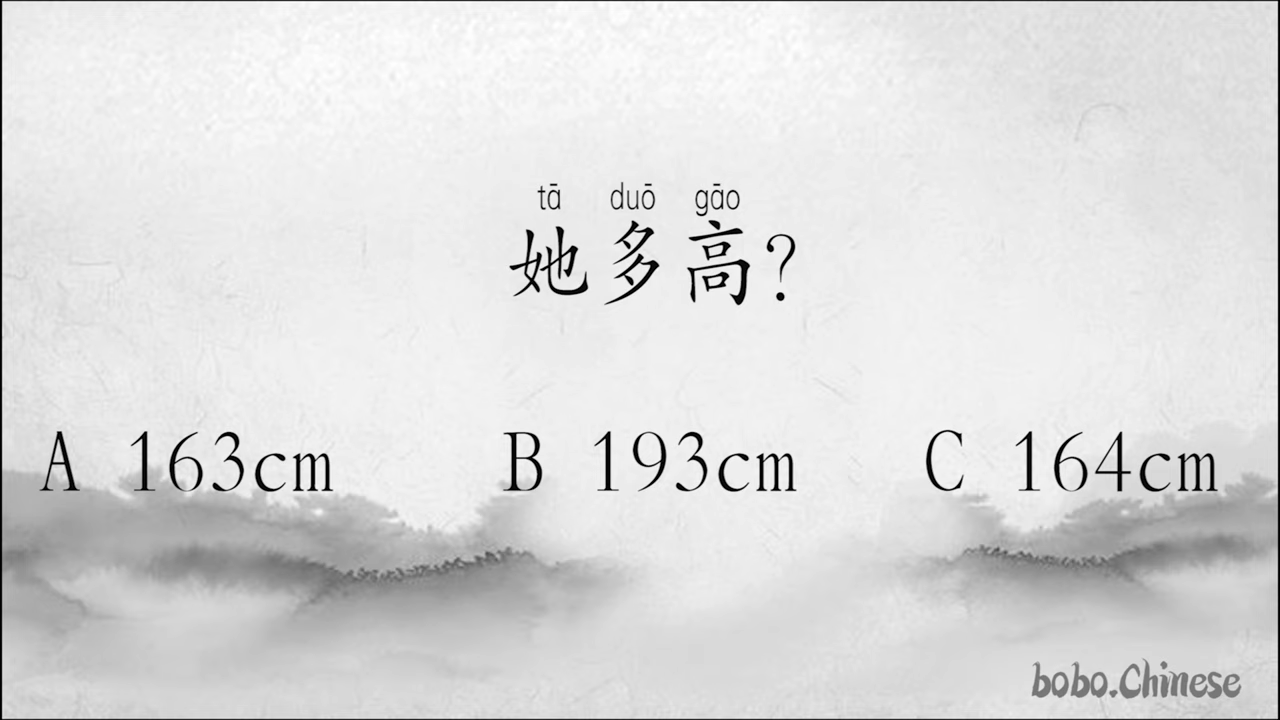 tā duō gāo
她多高?
A 163cm B 193cm C 164cm
bobo.Chinese